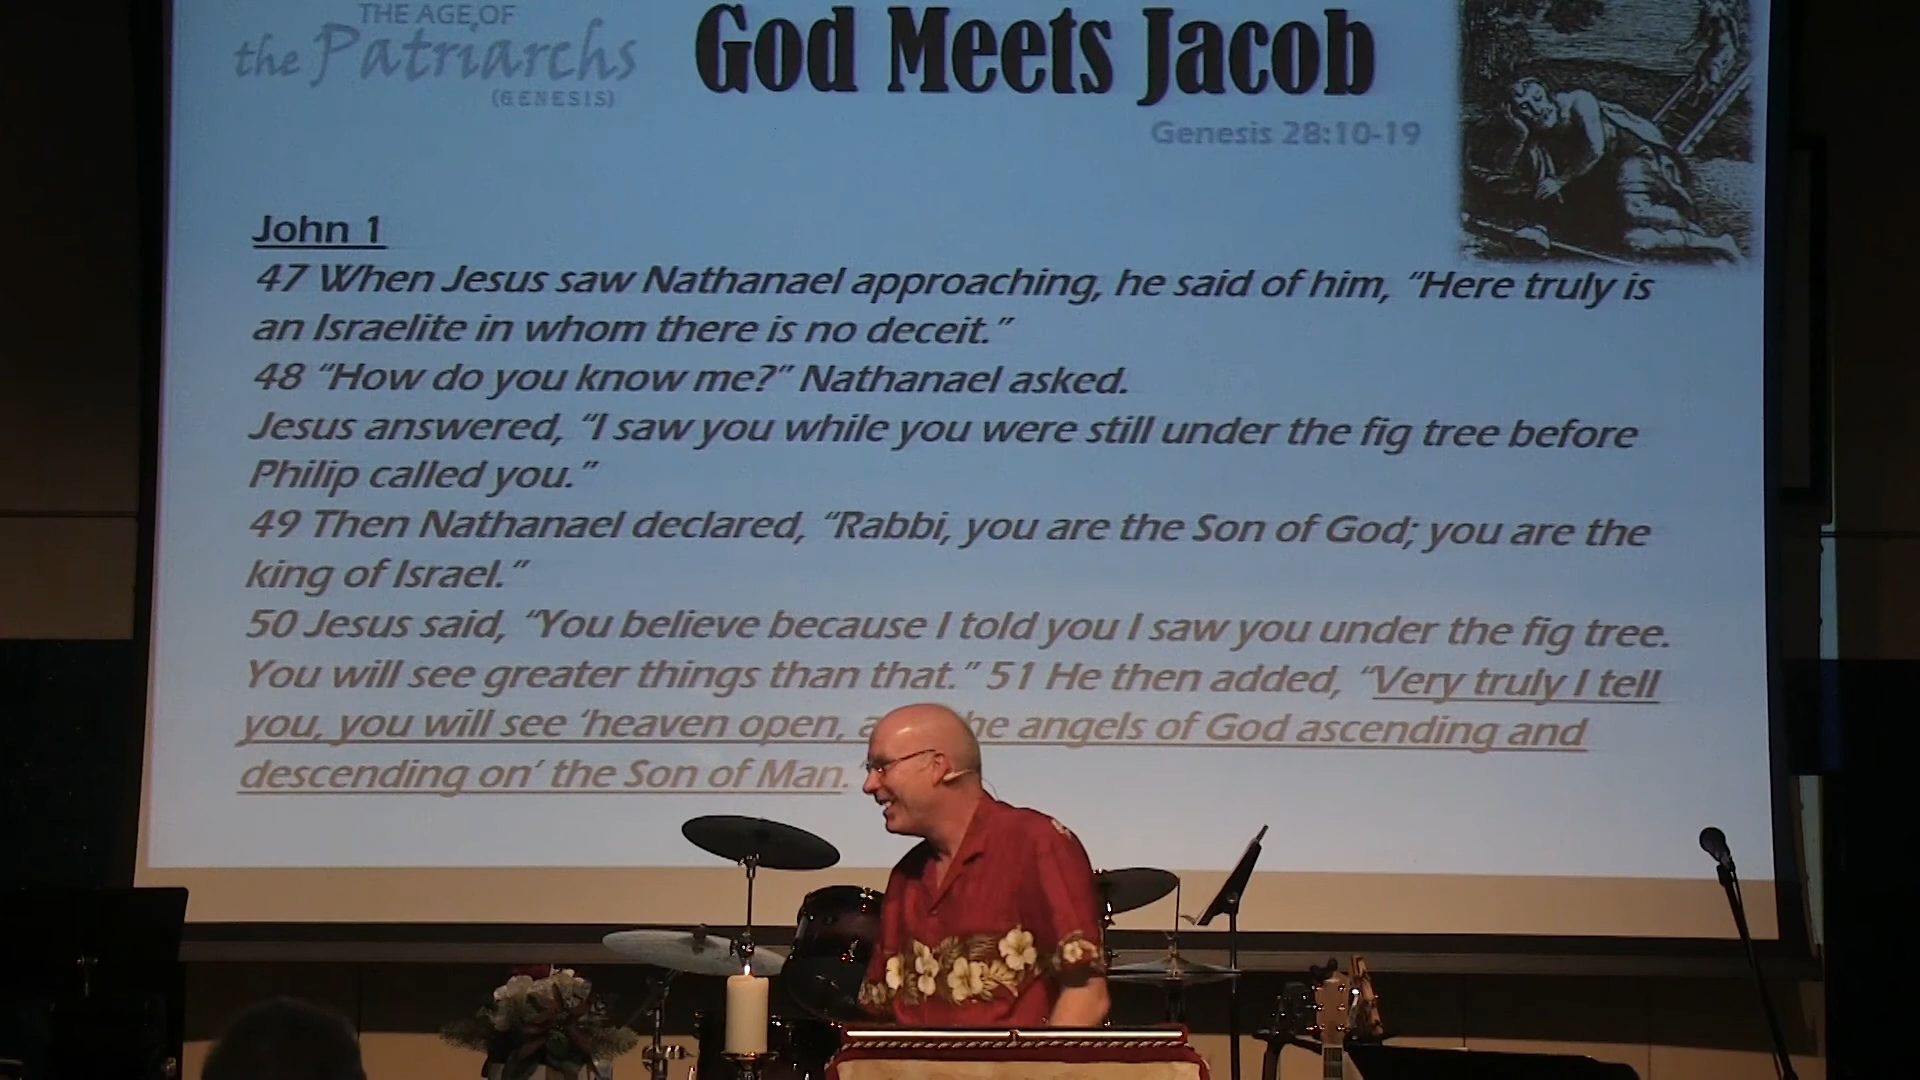 THE AGE OF
the Patriarchs
(GENESIS)
God Meets Jacob
Genesis 28:10-19
John 1
47 When Jesus saw Nathanael approaching, he said of him, “Here truly is
an Israelite in whom there is no deceit.”
48 “How do you know me?” Nathanael asked.
Jesus answered, “I saw you while you were still under the fig tree before
Philip called you.”
49 Then Nathanael declared, “Rabbi, you are the Son of God; you are the
king of Israel.”
50 Jesus said, “You believe because I told you I saw you under the fig tree.
You will see greater things than that.” 51 He then added, “Very truly I tell
you, you will see ‘heaven open, angels of God ascending and
descending on’ the Son of Man.